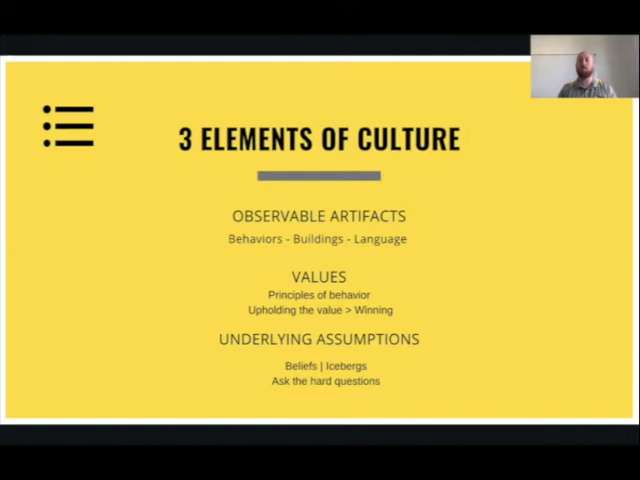 3 ELEMENTS OF CULTURE
OBSERVABLE ARTIFACTS
Behaviors - Buildings - Language
VALUES
Principles of behavior
Upholding the value > Winning
UNDERLYING ASSUMPTIONS
Beliefs | Icebergs
Ask the hard questions